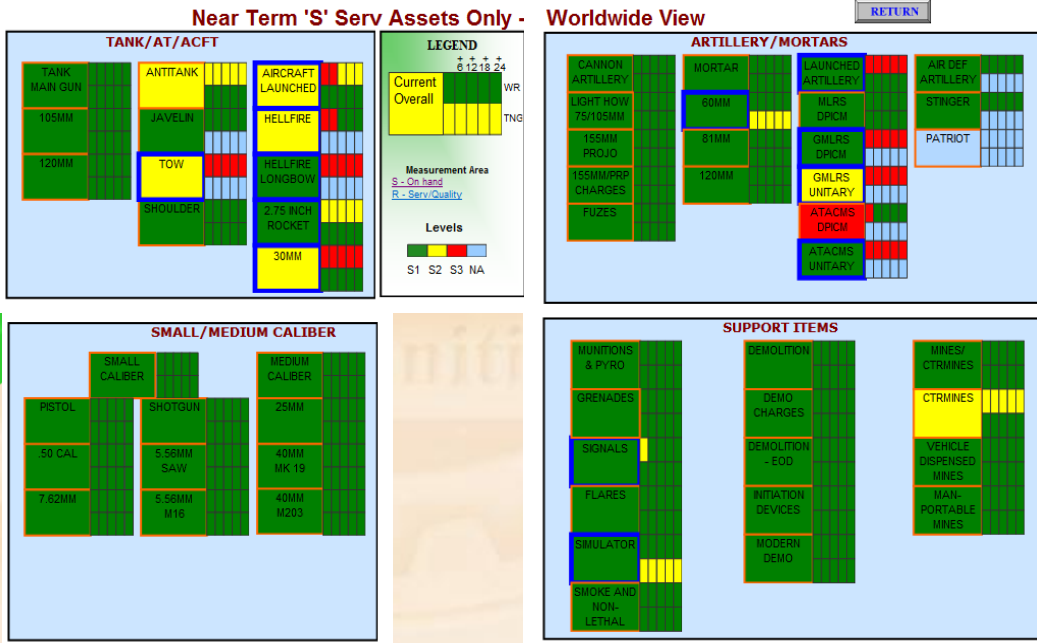 Near Term 'S' Serv Assets Only - Worldwide View
RETURN
TANK/AT/ACFT
TANK
MAIN GUN
105MM
120MM
ANTITANK
JAVELIN
TOW
SHOULDER
AIRCRAFT
LAUNCHED
HELLFIRE
HELLFIRE
LONGBOW
2.75 INCH
ROCKET
30MM
LEGEND
+ + + +
6 12 18 24
Current
Overall
WR
TNG
Measurement Area
S - On hand
R - Serv/Quality
Levels
S1 S2 S3 NA
ARTILLERY/MORTARS
CANNON
ARTILLERY
LIGHT HOW
75/105MM
155MM
PROJO
155MM/PRP
CHARGES
FUZES
MORTAR
60MM
81MM
120MM
LAUNCHED
ARTILLERY
MLRS
DPICM
GMLRS
DPICM
GMLRS
UNITARY
ATACMS
DPICM
ATACMS
UNITARY
AIR DEF
ARTILLERY
STINGER
PATRIOT
SMALL/MEDIUM CALIBER
SMALL
CALIBER
PISTOL
.50 CAL
7.62MM
SHOTGUN
5.56MM
SAW
5.56MM
M16
MEDIUM
CALIBER
25MM
40MM
MK 19
40MM
M203
SUPPORT ITEMS
MUNITIONS
& PYRO
GRENADES
SIGNALS
FLARES
SIMULATOR
SMOKE AND
NON-
LETHAL
DEMOLITION
DEMO
CHARGES
DEMOLITION
- EOD
INITIATION
DEVICES
MODERN
DEMO
MINES/
CTRMINES
CTRMINES
VEHICLE
DISPENSED
MINES
MAN-
PORTABLE
MINES